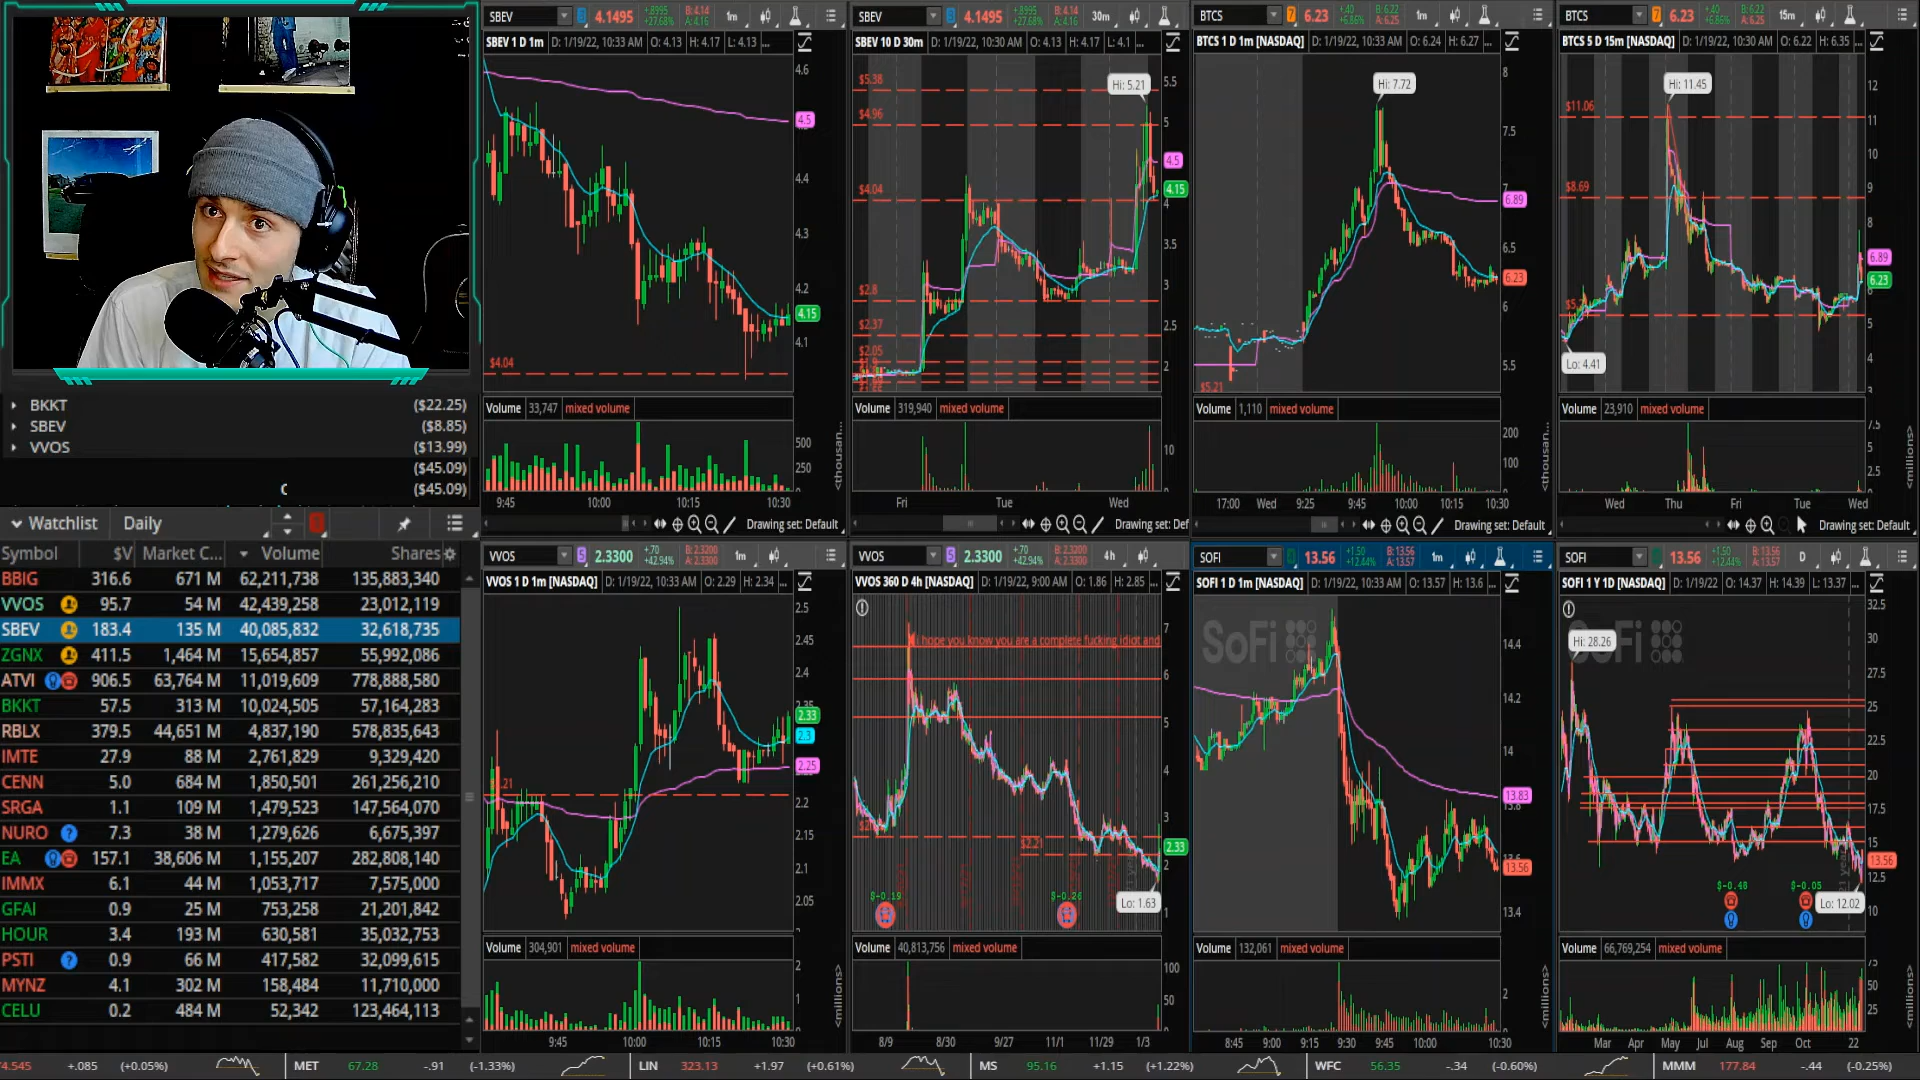 SBEV 4.1495 +.8995 +27.68% B: 4.14 A: 4.16 1m
SBEV 1 D 1m D: 1/19/22, 10:33 AM O: 4.13 H: 4.17 L: 4.13 ...
4.6
4.5
4.4
4.3
4.2
4.15
4.1
$4.04
Volume 33,747 mixed volume
500
250
<thousan...
9:45 10:00 10:15 10:30
Drawing set: Default
SBEV 4.1495 +.8995 +27.68% B: 4.14 A: 4.16 30m
SBEV 10 D 30m D: 1/19/22, 10:30 AM O: 4.13 H: 4.17 L: 4.1 ...
Hi: 5.21
$5.38
$4.96
$4.04
$2.8
$2.37
$2.05
5.5
5
4.5
4.15
4
3.5
3
2.5
2
Volume 319,940 mixed volume
10
Fri Tue Wed
Drawing set: Def
BTCS 6.23 +.40 +6.86% B: 6.22 A: 6.25 1m
BTCS 1 D 1m [NASDAQ] D: 1/19/22, 10:33 AM O: 6.24 H: 6.27 ...
Hi: 7.72
8
7.5
7
6.89
6.5
6.23
6
5.5
$5.21
Volume 1,110 mixed volume
200
100
<thousan...
17:00 Wed 9:25 9:45 10:00 10:15 10:30
Drawing set: Default
BTCS 6.23 +.40 +6.86% B: 6.22 A: 6.25 15m
BTCS 5 D 15m [NASDAQ] D: 1/19/22, 10:30 AM O: 6.22 H: 6.35 ...
Hi: 11.45
$11.06
$8.69
Lo: 4.41
12
11
10
9
8
6.89
6.23
5
4
3
Volume 23,910 mixed volume
7.5
5
2.5
0
<millions>
Wed Thu Fri Tue Wed
Drawing set: Default
BKKT ($22.25)
SBEV ($8.85)
VVOS ($13.99)
($45.09)
($45.09)
Watchlist Daily
Symbol $V Market C... Volume Shares
BBIG 316.6 671 M 62,211,738 135,883,340
VVOS 95.7 54 M 42,439,258 23,012,119
SBEV 183.4 135 M 40,085,832 32,618,735
ZGNX 411.5 1,464 M 15,654,857 55,992,086
ATVI 906.5 63,764 M 11,019,609 778,888,580
BKKT 57.5 313 M 10,024,505 57,164,283
RBLX 379.5 44,651 M 4,837,190 578,835,643
IMTE 27.9 88 M 2,761,829 9,329,420
CENN 5.0 684 M 1,850,501 261,256,210
SRGA 1.1 109 M 1,479,523 147,564,070
NURO 7.3 38 M 1,279,626 6,675,397
EA 157.1 38,606 M 1,155,207 282,808,140
IMMX 6.1 44 M 1,053,717 7,575,000
GFAI 0.9 25 M 753,258 21,201,842
HOUR 3.4 193 M 630,581 35,032,753
PSTI 0.9 66 M 417,582 32,099,615
MYNZ 4.1 302 M 158,484 11,710,000
CELU 0.2 484 M 52,342 123,464,113
VVOS 2.3300 +.70 +42.94% B: 2.3200 A: 2.3300 1m
VVOS 1 D 1m [NASDAQ] D: 1/19/22, 10:33 AM O: 2.29 H: 2.34 ...
2.5
2.45
2.4
2.35
2.33
2.3
2.25
2.2
2.15
2.1
2.05
Volume 304,901 mixed volume
2
1
0
<millions>
9:45 10:00 10:15 10:30
VVOS 2.3300 +.70 +42.94% B: 2.3200 A: 2.3300 4h
VVOS 360 D 4h [NASDAQ] D: 1/19/22, 9:00 AM O: 1.86 H: 2.85 ...
I hope you know you are a complete fucking idiot and
$2.21
$-0.19
$-0.26
Lo: 1.63
7
6
5
4
3
2.33
2
1
Volume 40,813,756 mixed volume
100
50
0
<millions>
8/9 8/30 9/27 11/1 11/29 1/3
SOFI 13.56 +1.50 +12.44% B: 13.56 A: 13.57 1m
SOFI 1 D 1m [NASDAQ] D: 1/19/22, 10:33 AM O: 13.57 H: 13.6 ...
SoFi
14.4
14.2
14
13.83
13.8
13.56
13.4
Volume 132,061 mixed volume
2
0
<millions>
8:45 9:00 9:15 9:30 9:45 10:00 10:30
SOFI 13.56 +1.50 +12.44% B: 13.56 A: 13.57 D
SOFI 1 Y 1D [NASDAQ] D: 1/19/22 O: 14.37 H: 14.39 L: 13.37 ...
Hi: 28.26
SoFi
$-0.48
$-0.05
Lo: 12.02
32.5
30
27.5
25
22.5
20
17.5
15
13.56
12.5
10
Volume 66,769,254 mixed volume
75
50
25
0
<millions>
Mar Apr May Jul Aug Sep Oct 22
74.545 +.085 (+0.05%) MET 67.28 -.91 (-1.33%) LIN 323.13 +1.97 (+0.61%) MS 95.16 +1.15 (+1.22%) WFC 56.35 -.34 (-0.60%) MMM 177.84 -.44 (-0.25%)